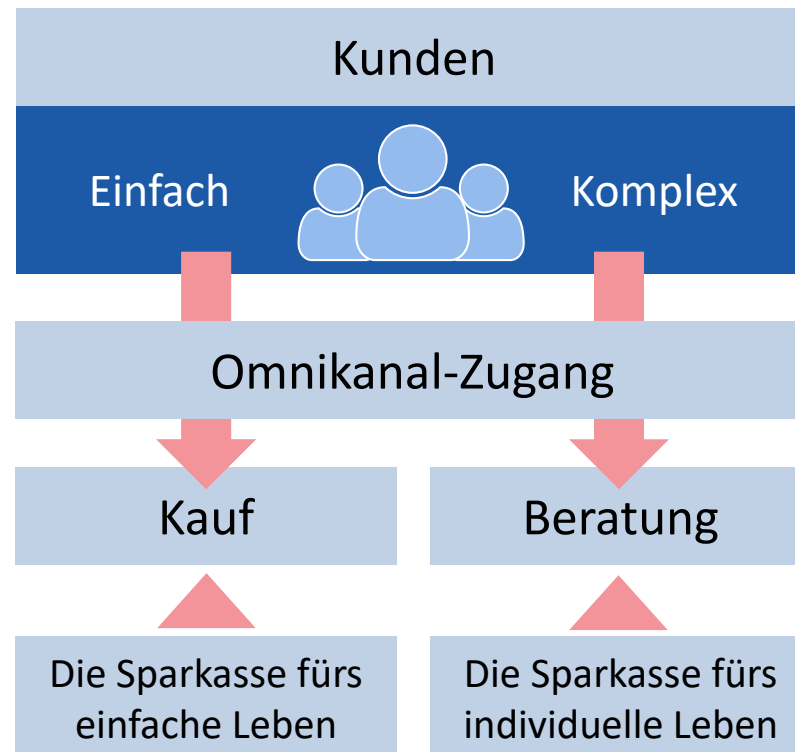 Kunden
Einfach
Komplex
Omnikanal-Zugang
Kauf
Beratung
Die Sparkasse fürs
einfache Leben
Die Sparkasse fürs
individuelle Leben